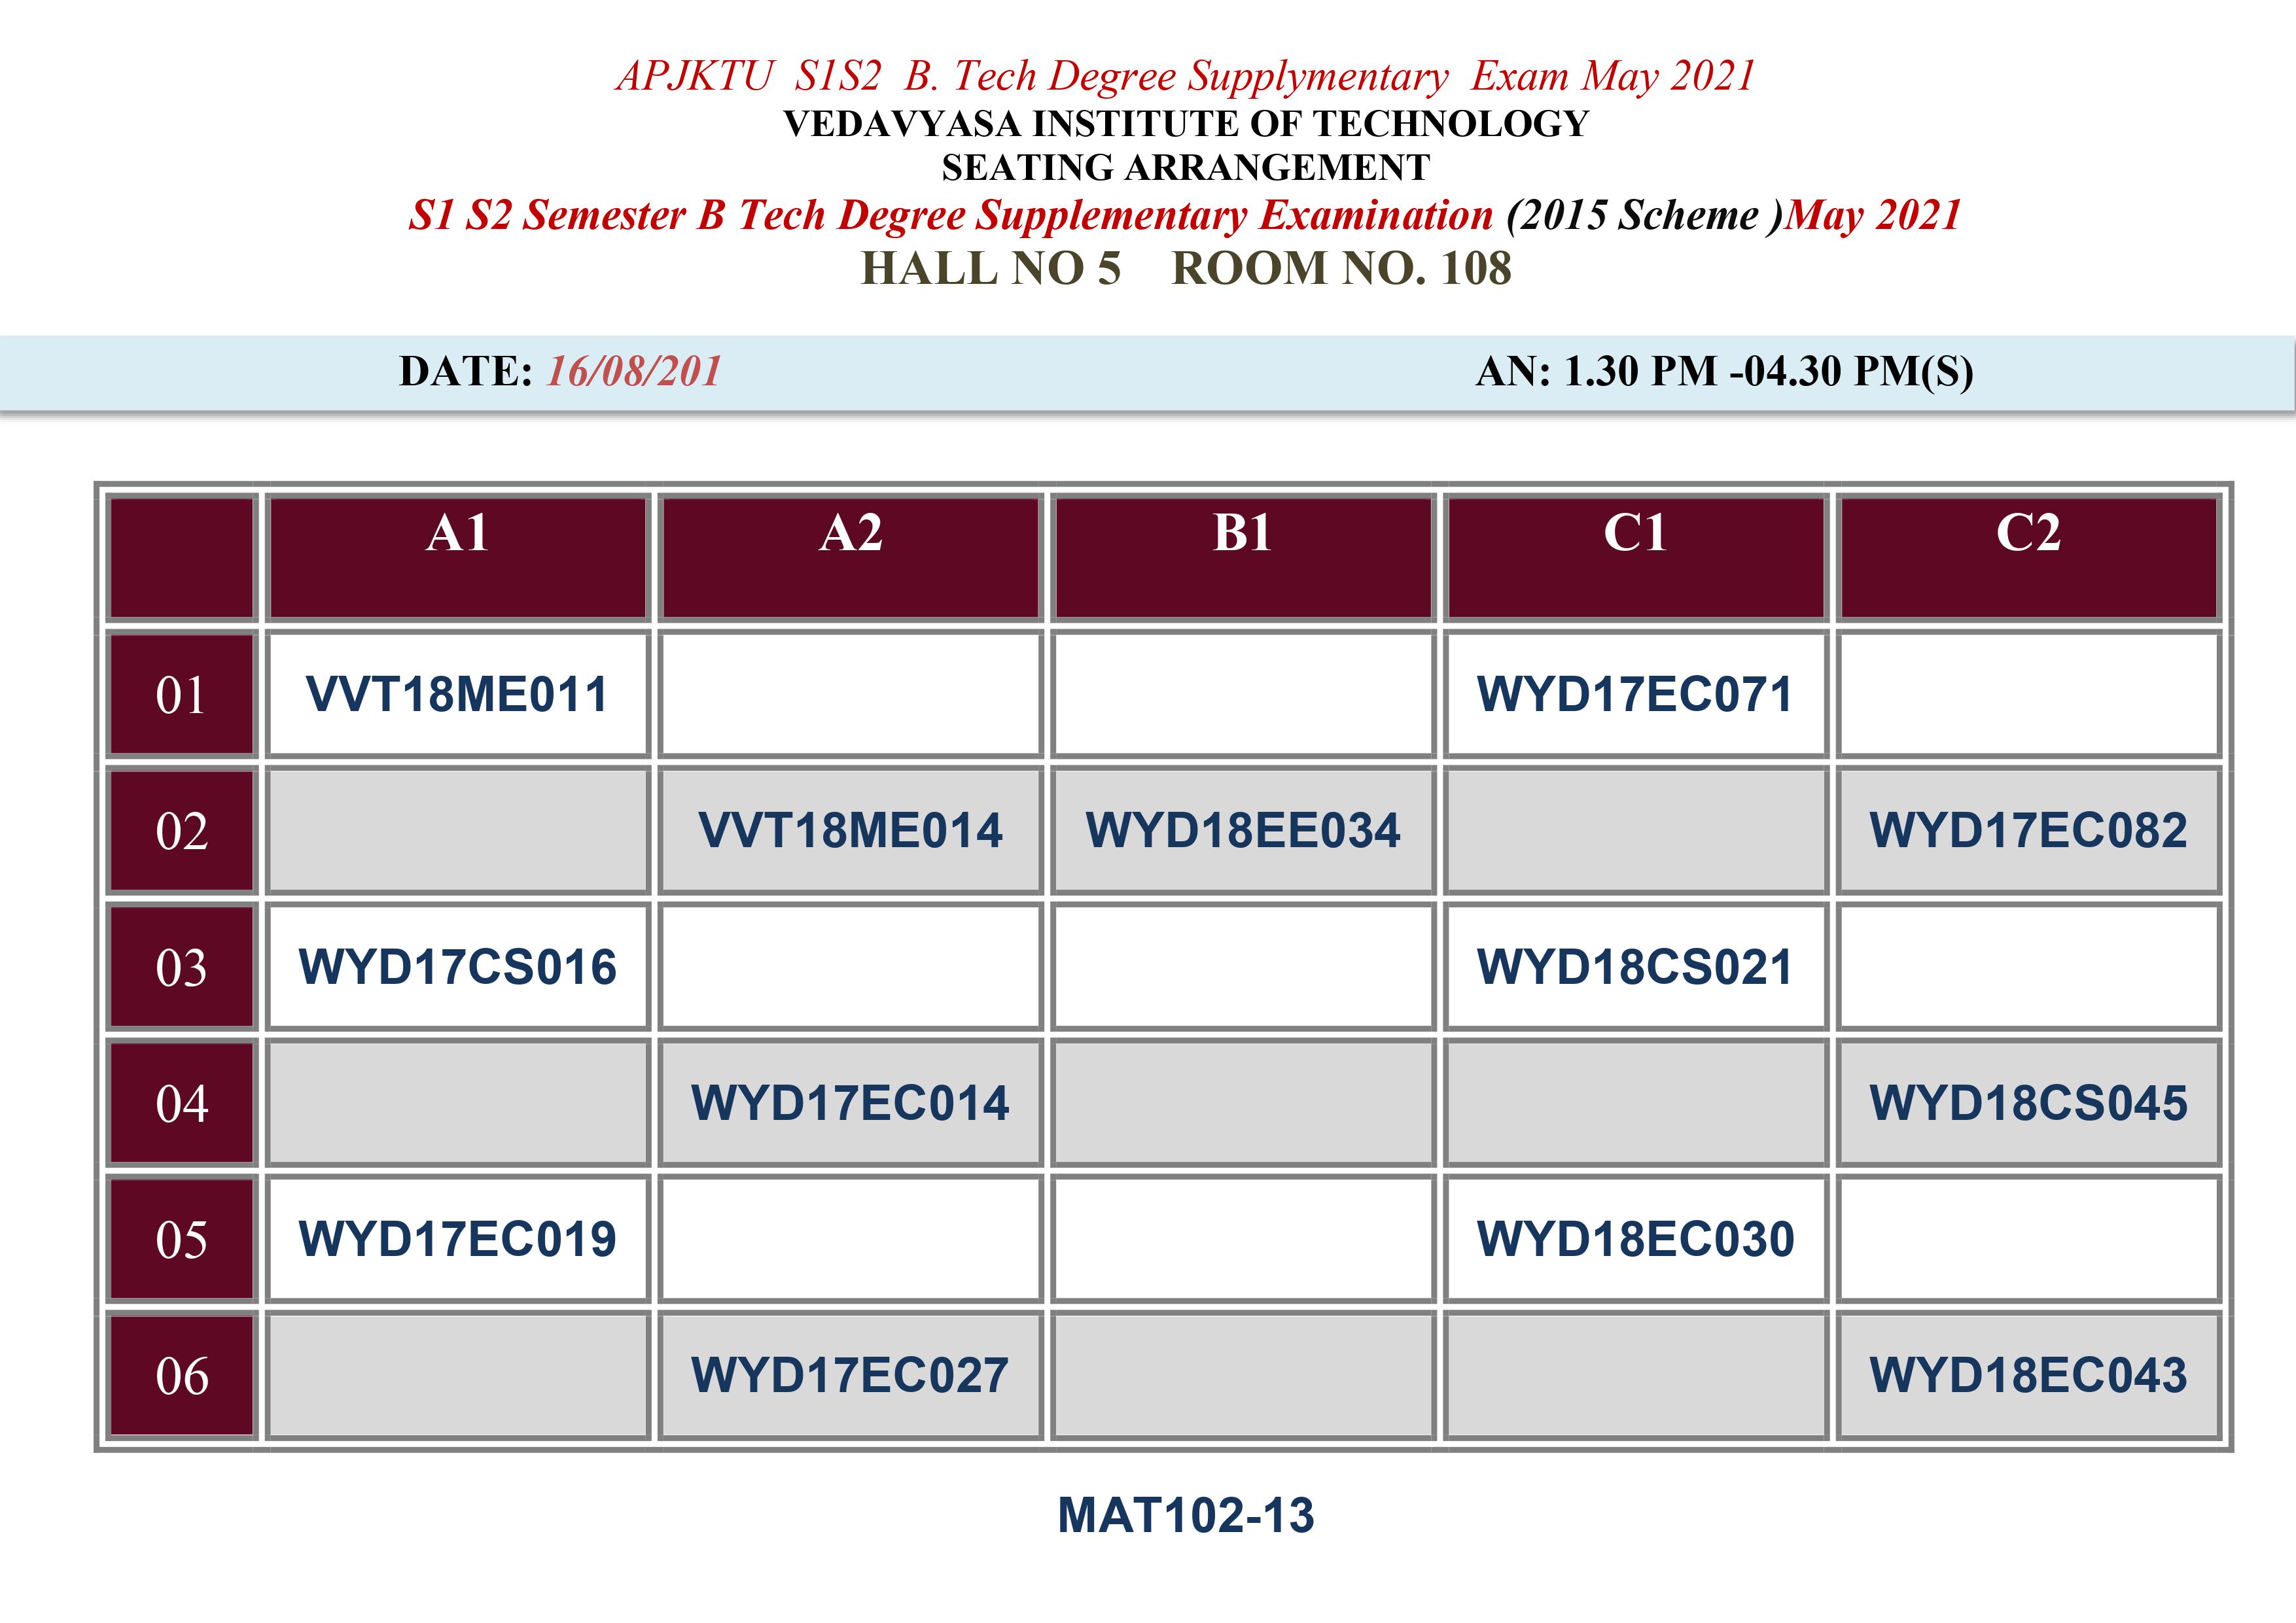 APJKTU S1S2 B. Tech Degree Supplymentary Exam May 2021
VEDAVYASA INSTITUTE OF TECHNOLOGY
SEATING ARRANGEMENT
S1 S2 Semester B Tech Degree Supplementary Examination (2015 Scheme )May 2021
HALL NO 5 ROOM NO. 108
DATE: 16/08/201 AN: 1.30 PM -04.30 PM(S)
A1 A2 B1 C1 C2
01 VVT18ME011 WYD17EC071
02 VVT18ME014 WYD18EE034 WYD17EC082
03 WYD17CS016 WYD18CS021
04 WYD17EC014 WYD18CS045
05 WYD17EC019 WYD18EC030
06 WYD17EC027 WYD18EC043
MAT102-13